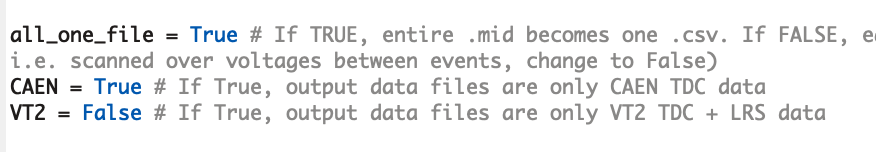 all_one_file = True # If TRUE, entire .mid becomes one .csv. If FALSE,
i.e. scanned over voltages between events, change to False)
CAEN = True # If True, output data files are only CAEN TDC data
VT2 = False # If True, output data files are only VT2 TDC + LRS data